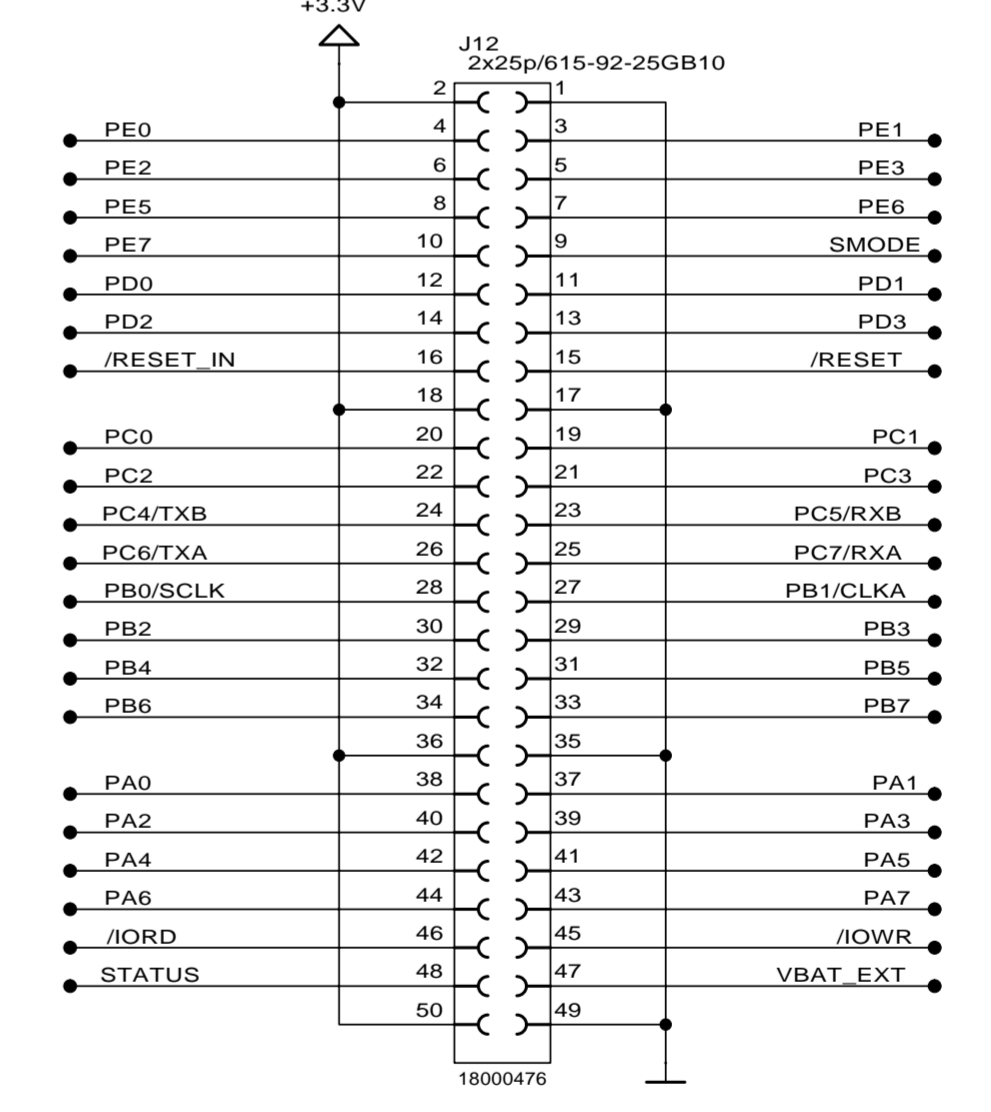 +3.3V
J12
2x25p/615-92-25GB10
2 1
PE0 4 3 PE1
PE2 6 5 PE3
PE5 8 7 PE6
PE7 10 9 SMODE
PD0 12 11 PD1
PD2 14 13 PD3
/RESET_IN 16 15 /RESET
18 17
PC0 20 19 PC1
PC2 22 21 PC3
PC4/TXB 24 23 PC5/RXB
PC6/TXA 26 25 PC7/RXA
PB0/SCLK 28 27 PB1/CLKA
PB2 30 29 PB3
PB4 32 31 PB5
PB6 34 33 PB7
36 35
PA0 38 37 PA1
PA2 40 39 PA3
PA4 42 41 PA5
PA6 44 43 PA7
/IORD 46 45 /IOWR
STATUS 48 47 VBAT_EXT
50 49
18000476